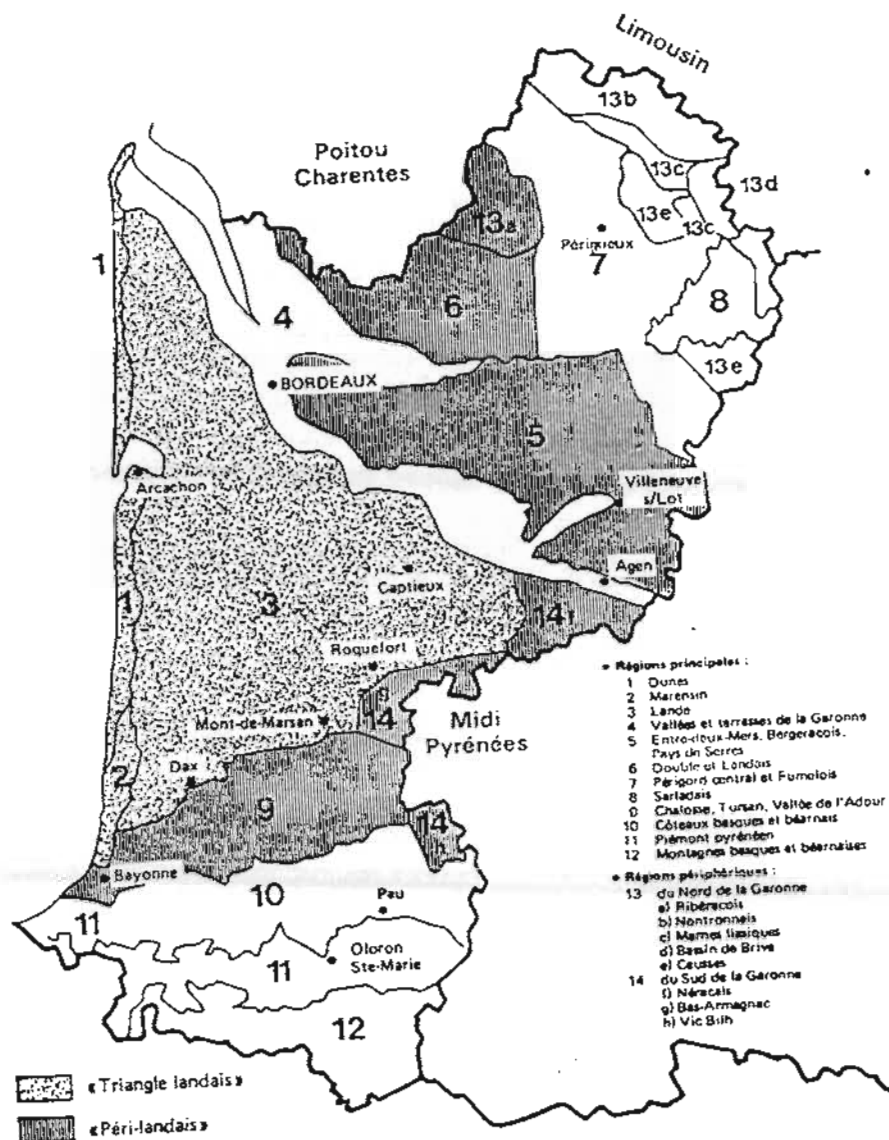 Limousin
13b
Poitou
Charentes
13c
13d
13a
13e
13c
Périgueux
7
1
6
8
4
13e
BORDEAUX
5
Arcachon
Villeneuve
s/Lot
Captieux
Agen
1
3
14f
Roquefort
g
14
Mont-de-Marsan
Midi
Pyrénées
2
Dax
9
14
h
Bayonne
10
Pau
11
Oloron
Ste-Marie
11
12
• Régions principales :
1 Dunes
2 Marensin
3 Lande
4 Vallées et terrasses de la Garonne
5 Entre-deux-Mers, Bergeracois,
Pays de Serres
6 Double et Landais
7 Périgord central et Fumelois
8 Sarladais
9 Chalosse, Tursan, Vallée de l'Adour
10 Côteaux basques et béarnais
11 Piémont pyrénéen
12 Montagnes basques et béarnaises
• Régions périphériques :
13 du Nord de la Garonne
a) Ribéracois
b) Nontronnais
c) Marnes liasiques
d) Bassin de Brive
e) Causses
14 du Sud de la Garonne
f) Néracais
g) Bas-Armagnac
h) Vic Bilh
«Triangle landais»
«Péri-landais»